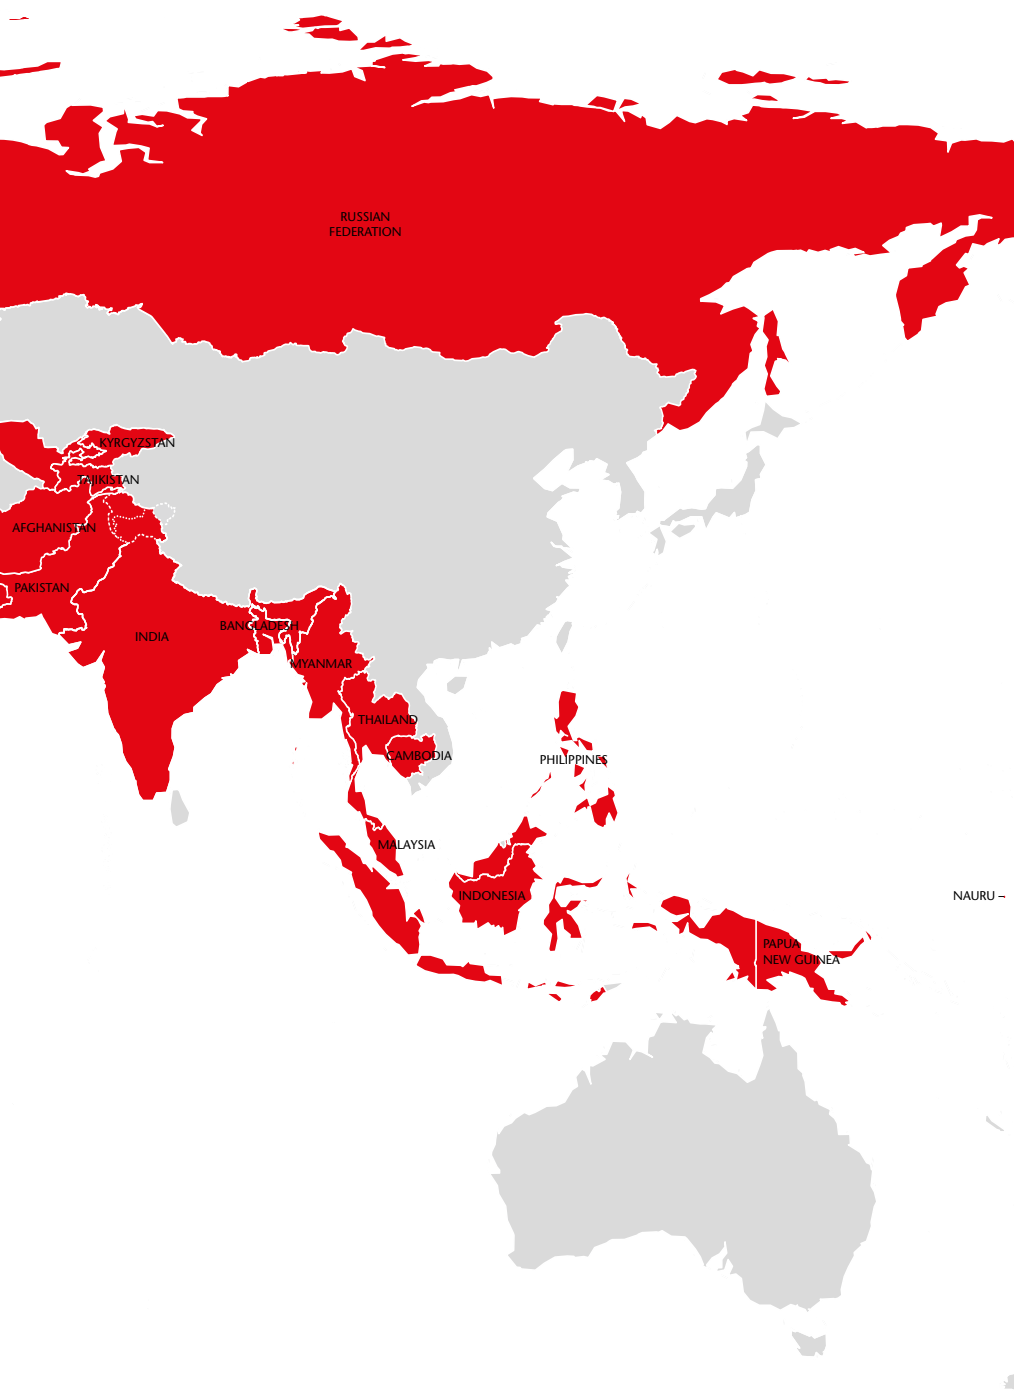 RUSSIAN
FEDERATION
KYRGYZSTAN
TAJIKISTAN
AFGHANISTAN
PAKISTAN
BANGLADESH
INDIA
MYANMAR
THAILAND
CAMBODIA
PHILIPPINES
MALAYSIA
INDONESIA
NAURU
PAPUA
NEW GUINEA